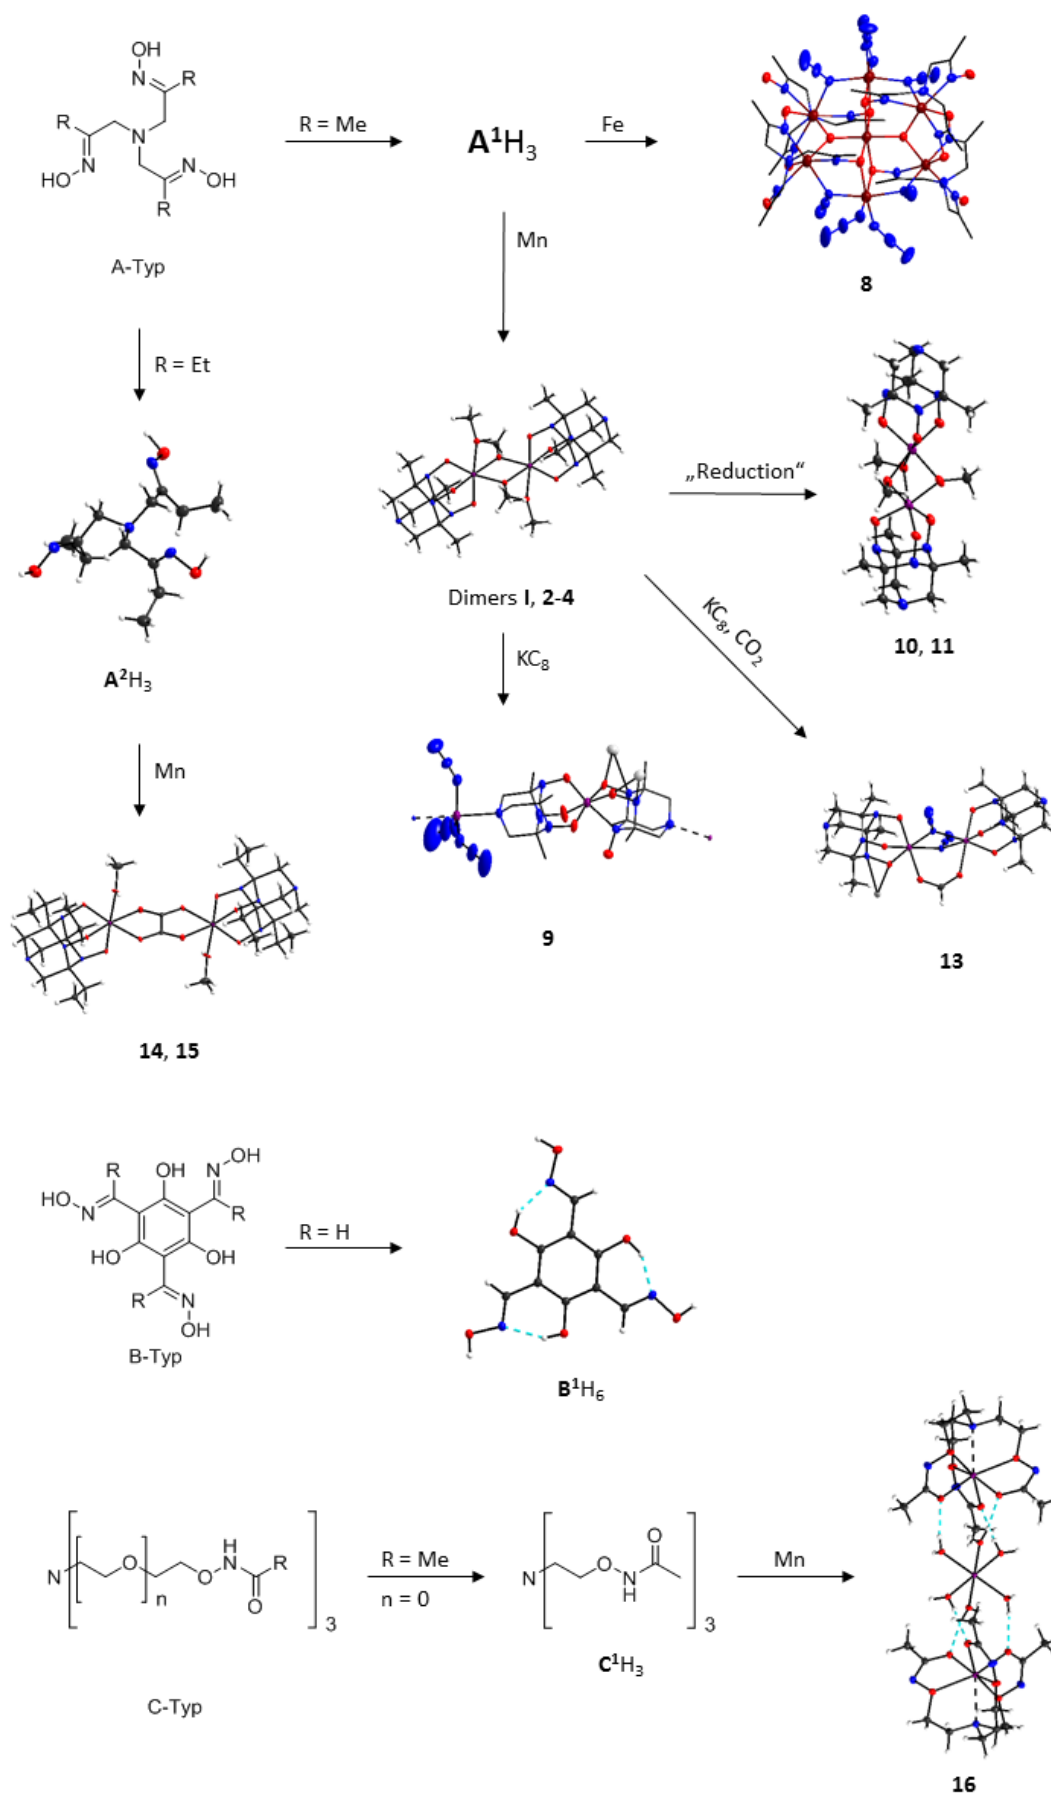 OH
N
R
R
N
N
HO
N
OH
R
A-Typ
R = Me
A¹H₃
Fe
8
Mn
R = Et
„Reduction“
Dimers I, 2-4
10, 11
KC₈, CO₂
KC₈
A²H₃
Mn
9
13
14, 15
R
OH
N
OH
HO
N
R
HO
OH
R
N
OH
B-Typ
R = H
B¹H₆
N
O
n
O
H
N
R
O
3
C-Typ
R = Me
n = 0
N
O
N
H
O
3
C¹H₃
Mn
16